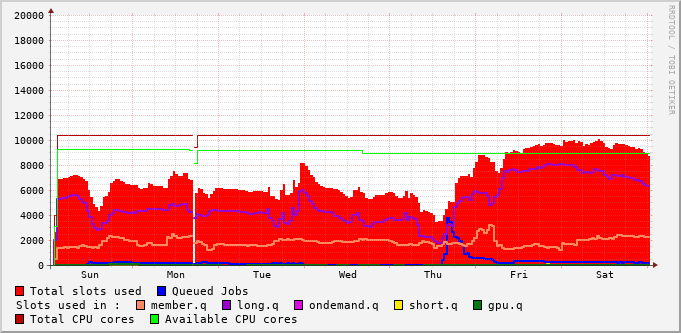 RRDTOOL / TOBI OETIKER
20000
18000
16000
14000
12000
10000
8000
6000
4000
2000
0
Sun Mon Tue Wed Thu Fri Sat
Total slots used Queued Jobs
Slots used in : member.q long.q ondemand.q short.q gpu.q
Total CPU cores Available CPU cores